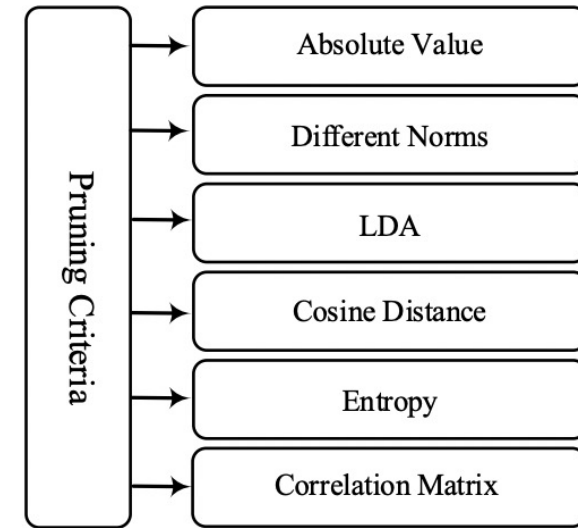 Pruning Criteria
Absolute Value
Different Norms
LDA
Cosine Distance
Entropy
Correlation Matrix